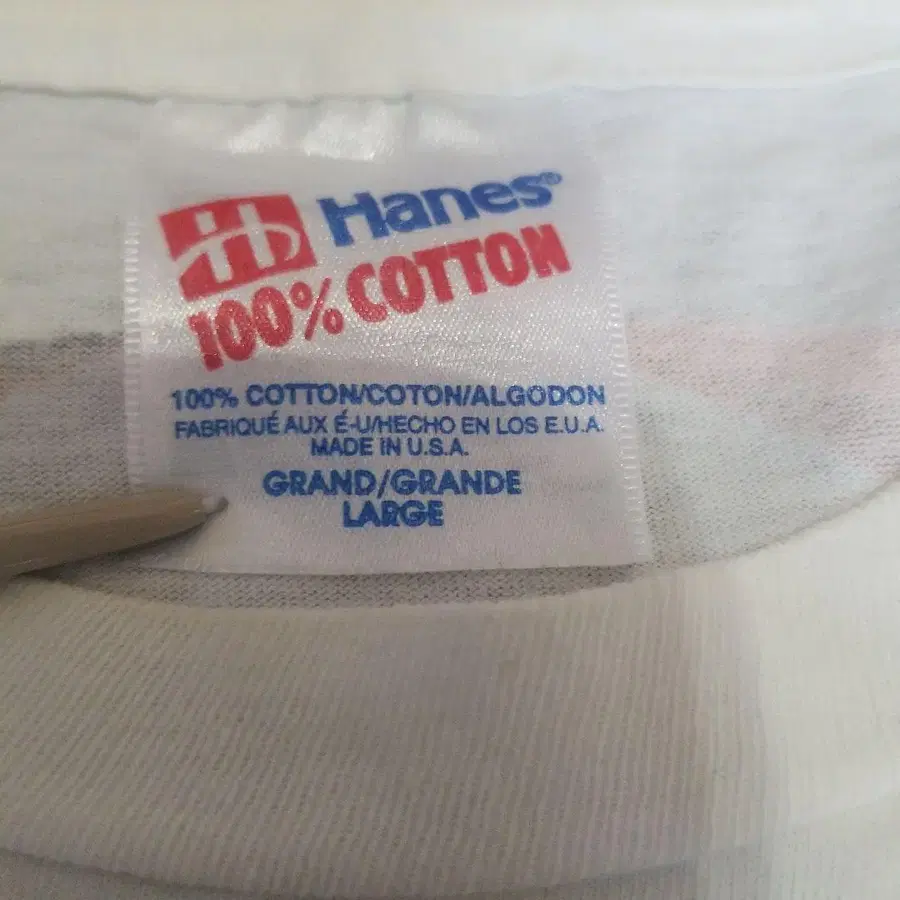 H Hanes®
100% COTTON
100% COTTON/COTON/ALGODON
FABRIQUÉ AUX É-U/HECHO EN LOS E.U.A.
MADE IN U.S.A.
GRAND/GRANDE
LARGE